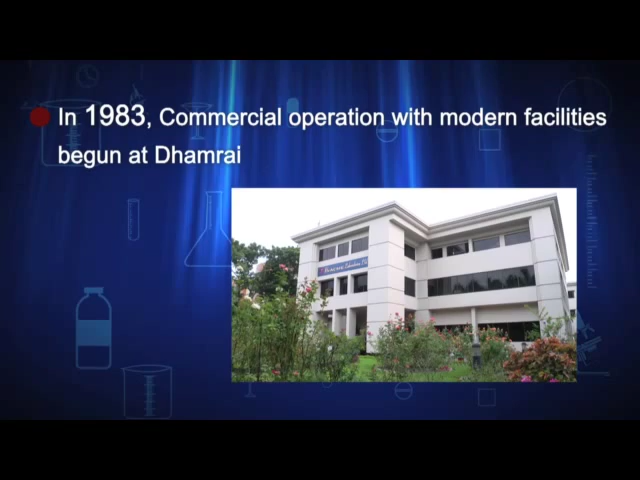 In 1983, Commercial operation with modern facilities
begun at Dhamrai